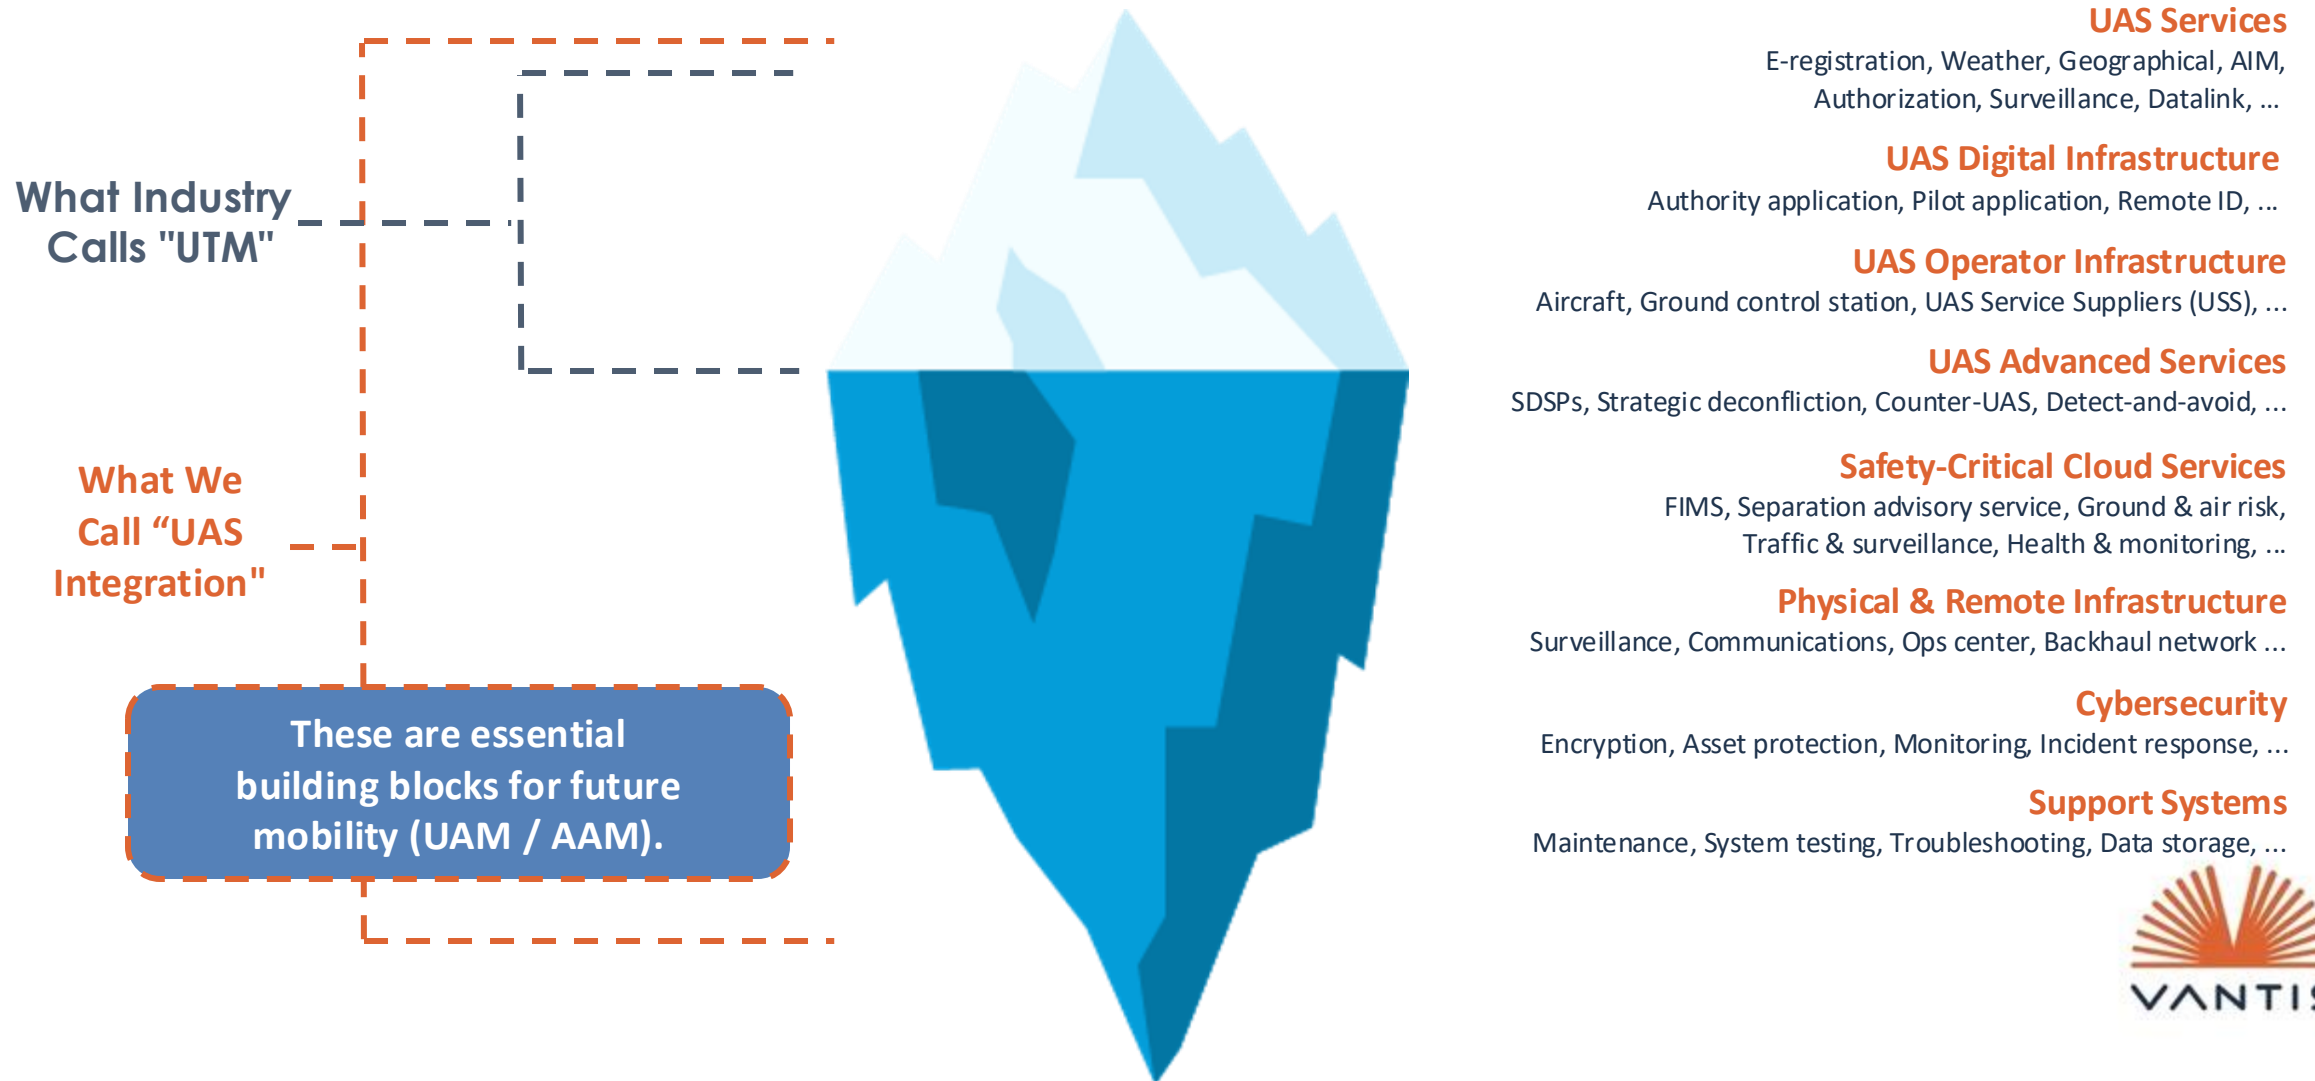 What Industry
Calls "UTM"
What We
Call “UAS
Integration"
These are essential
building blocks for future
mobility (UAM / AAM).
UAS Services
E-registration, Weather, Geographical, AIM,
Authorization, Surveillance, Datalink, ...
UAS Digital Infrastructure
Authority application, Pilot application, Remote ID, ...
UAS Operator Infrastructure
Aircraft, Ground control station, UAS Service Suppliers (USS), ...
UAS Advanced Services
SDSPs, Strategic deconfliction, Counter-UAS, Detect-and-avoid, ...
Safety-Critical Cloud Services
FIMS, Separation advisory service, Ground & air risk,
Traffic & surveillance, Health & monitoring, ...
Physical & Remote Infrastructure
Surveillance, Communications, Ops center, Backhaul network ...
Cybersecurity
Encryption, Asset protection, Monitoring, Incident response, ...
Support Systems
Maintenance, System testing, Troubleshooting, Data storage, ...
VANTIS